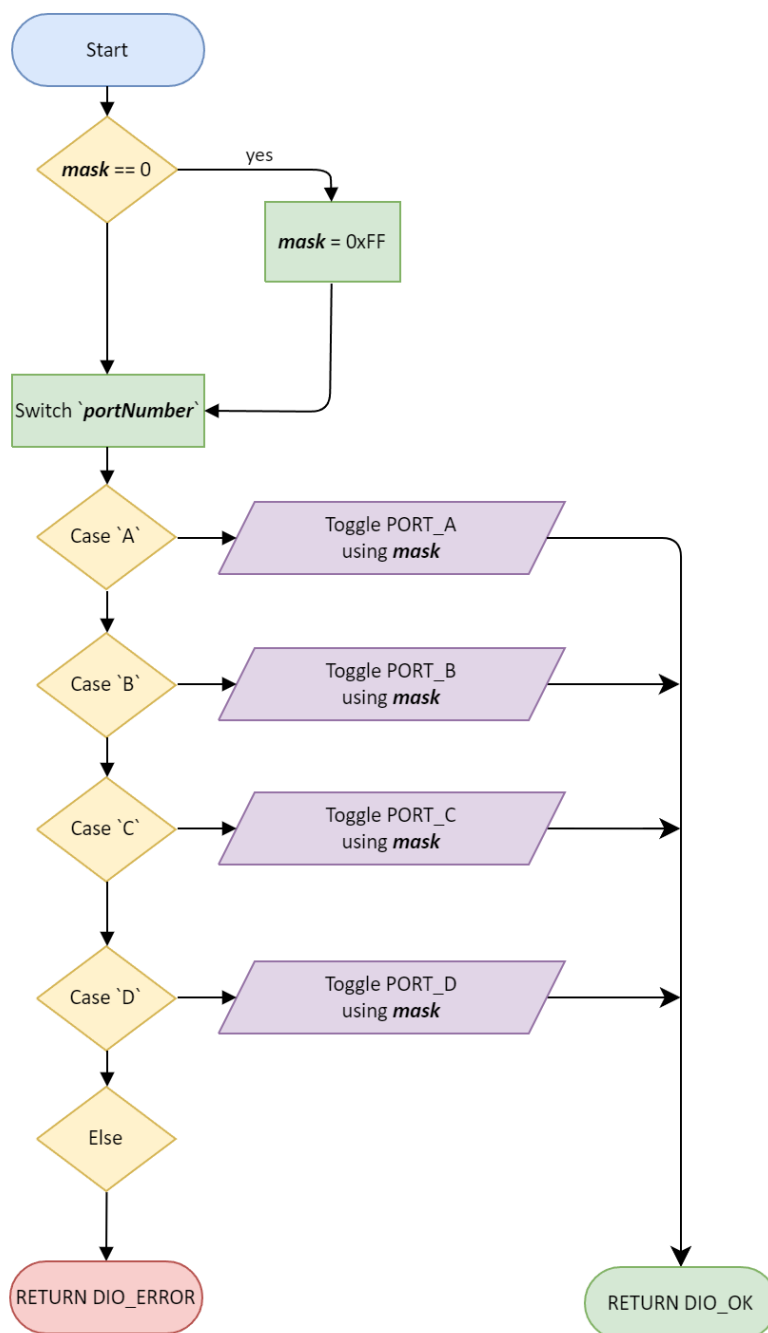 Start
mask == 0
yes
mask = 0xFF
Switch `portNumber`
Case `A`
Toggle PORT_A
using mask
Case `B`
Toggle PORT_B
using mask
Case `C`
Toggle PORT_C
using mask
Case `D`
Toggle PORT_D
using mask
Else
RETURN DIO_ERROR
RETURN DIO_OK